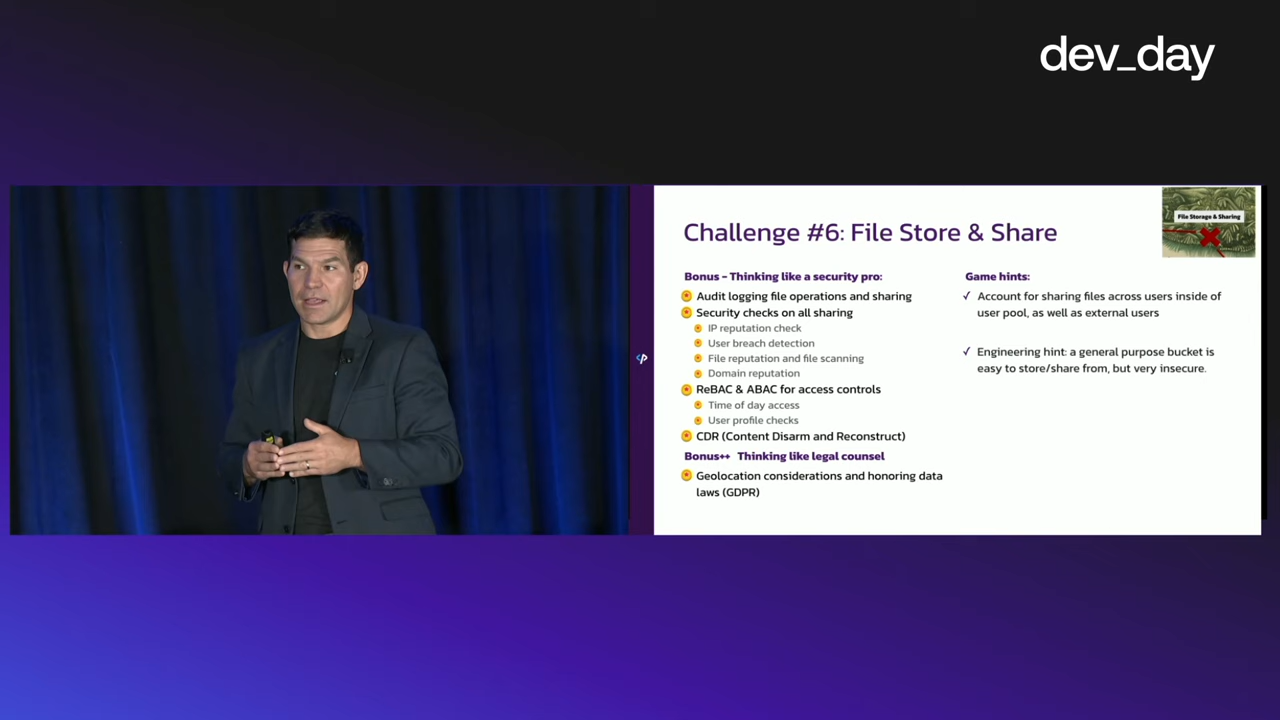 dev_day
File Storage & Sharing
Challenge #6: File Store & Share
Bonus - Thinking like a security pro:
Audit logging file operations and sharing
Security checks on all sharing
IP reputation check
User breach detection
File reputation and file scanning
Domain reputation
ReBAC & ABAC for access controls
Time of day access
User profile checks
CDR (Content Disarm and Reconstruct)
Bonus++ Thinking like legal counsel
Geolocation considerations and honoring data
laws (GDPR)
Game hints:
✓ Account for sharing files across users inside of
user pool, as well as external users
✓ Engineering hint: a general purpose bucket is
easy to store/share from, but very insecure.